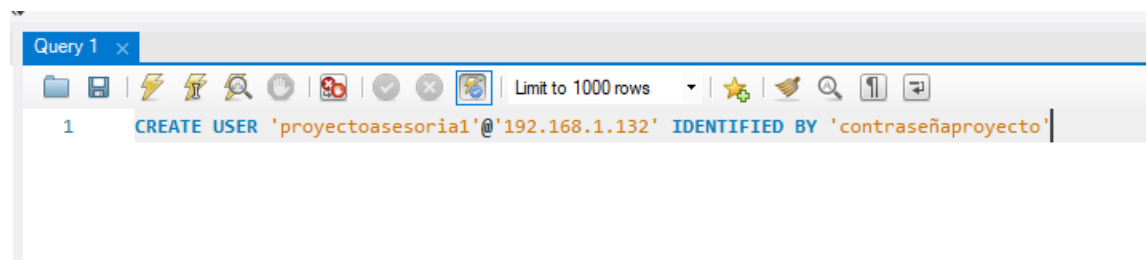 Query 1
Limit to 1000 rows
1 CREATE USER 'proyectoasesoria1'@'192.168.1.132' IDENTIFIED BY 'contraseñaproyecto'